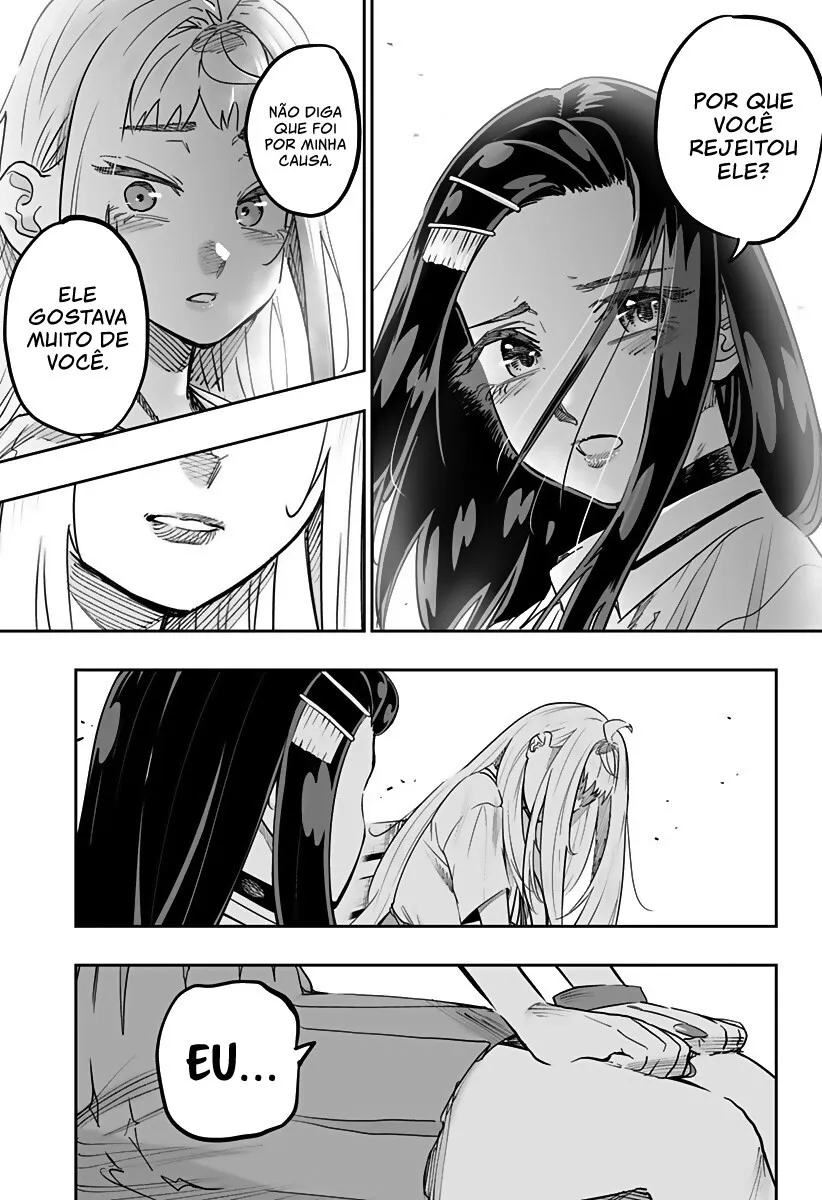 POR QUE
VOCÊ
REJEITOU
ELE?
NÃO DIGA
QUE FOI
POR MINHA
CAUSA.
ELE
GOSTAVA
MUITO DE
VOCÊ.
EU...